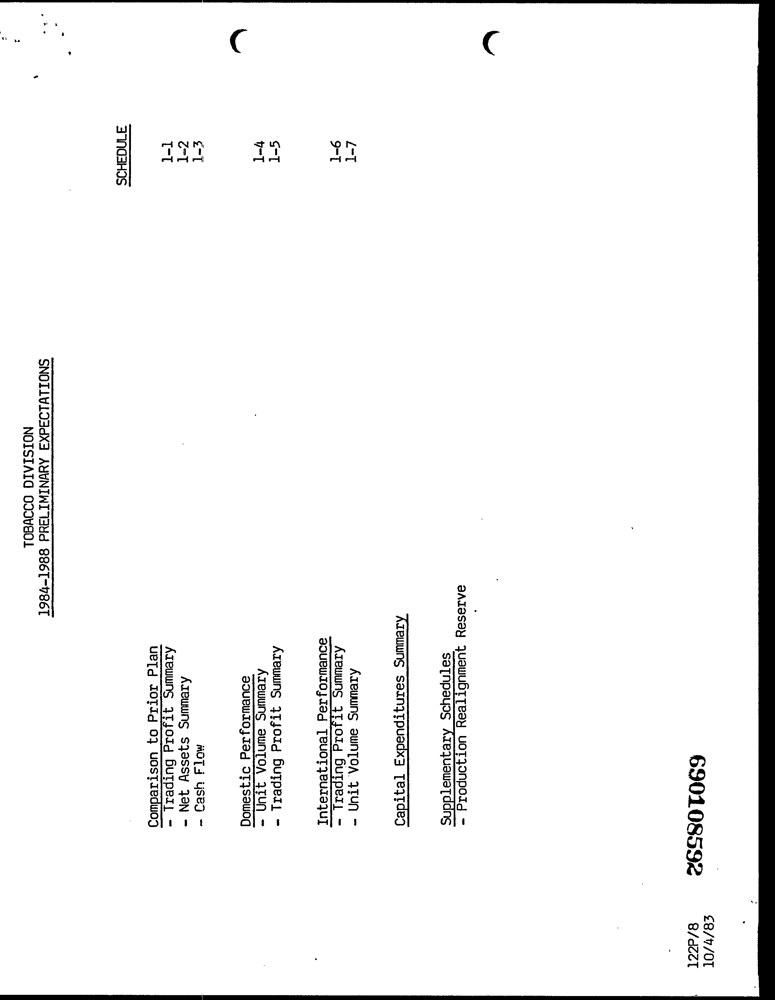 TOBACCO DIVISION
1984-1988 PRELIMINARY EXPECTATIONS
SCHEDULE
Comparison to Prior Plan
- Trading Profit Summary 1-1
- Net Assets Summary 1-2
- Cash Flow 1-3
Domestic Performance
- Unit Volume Summary 1-4
- Trading Profit Summary 1-5
International Performance
- Trading Profit Summary 1-6
- Unit Volume Summary 1-7
Capital Expenditures Summary
Supplementary Schedules
- Production Realignment Reserve
122P/8
10/4/83
690108592